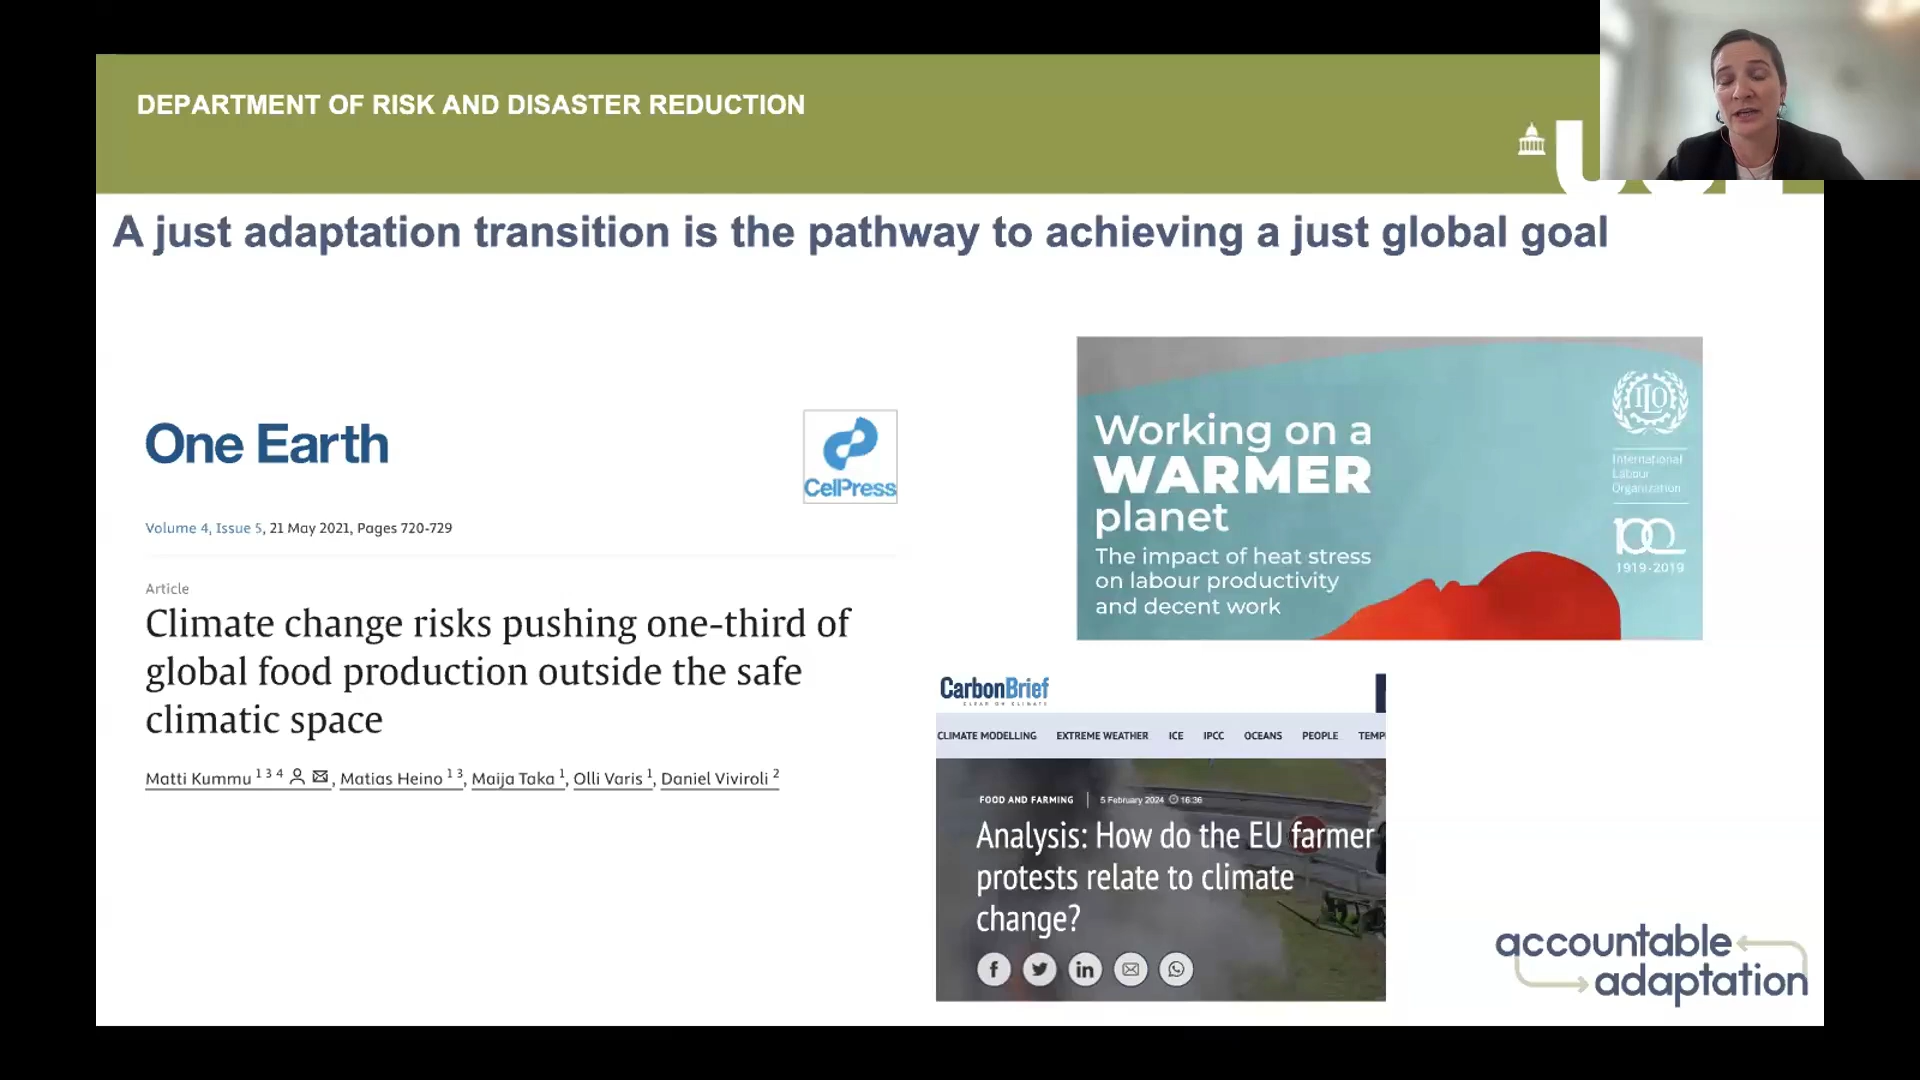 DEPARTMENT OF RISK AND DISASTER REDUCTION
A just adaptation transition is the pathway to achieving a just global goal
One Earth
CellPress
Volume 4, Issue 5, 21 May 2021, Pages 720-729
Article
Climate change risks pushing one-third of
global food production outside the safe
climatic space
Matti Kummu 1 3 4, Matias Heino 1 3, Maija Taka 1, Olli Varis 1, Daniel Viviroli 2
Working on a
WARMER
planet
The impact of heat stress
on labour productivity
and decent work
ILO
International
Labour
Organization
100
1919-2019
CarbonBrief
CLEAR ON CLIMATE
CLIMATE MODELLING EXTREME WEATHER ICE IPCC OCEANS PEOPLE TEMP
FOOD AND FARMING | 5 February 2024 16:36
Analysis: How do the EU farmer
protests relate to climate
change?
accountable
adaptation